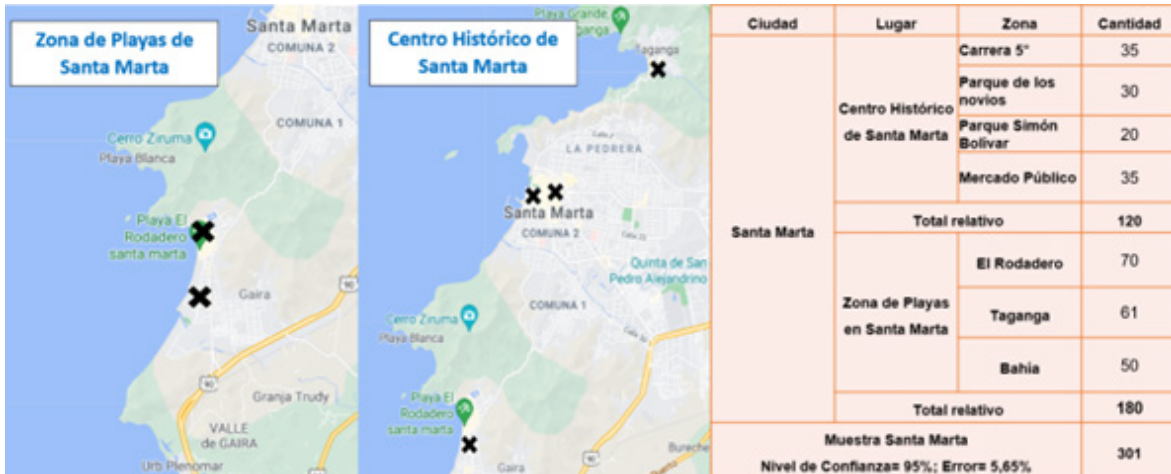 Zona de Playas de
Santa Marta
Santa Marta
COMUNA 2
COMUNA 1
Cerro Ziruma
Playa Blanca
Playa El
Rodadero
santa marta
Gaira
90
90
Granja Trudy
VALLE
de GAIRA
Urb Plenomar
Centro Histórico de
Santa Marta
Playa Grande
Taganga
LA PEDRERA
Santa Marta
COMUNA 2
Calle 22
Quinta de San
Pedro Alejandrino
COMUNA 1
Cerro Ziruma
Playa Blanca
Playa El
Rodadero
santa marta
Gaira
90
Ciudad Lugar Zona Cantidad
Santa Marta
Centro Histórico
de Santa Marta
Carrera 5° 35
Parque de los
novios 30
Parque Simón
Bolivar 20
Mercado Público 35
Total relativo 120
Zona de Playas
en Santa Marta
El Rodadero 70
Taganga 61
Bahia 50
Total relativo 180
Muestra Santa Marta
Nivel de Confianza= 95%; Error= 5,65% 301